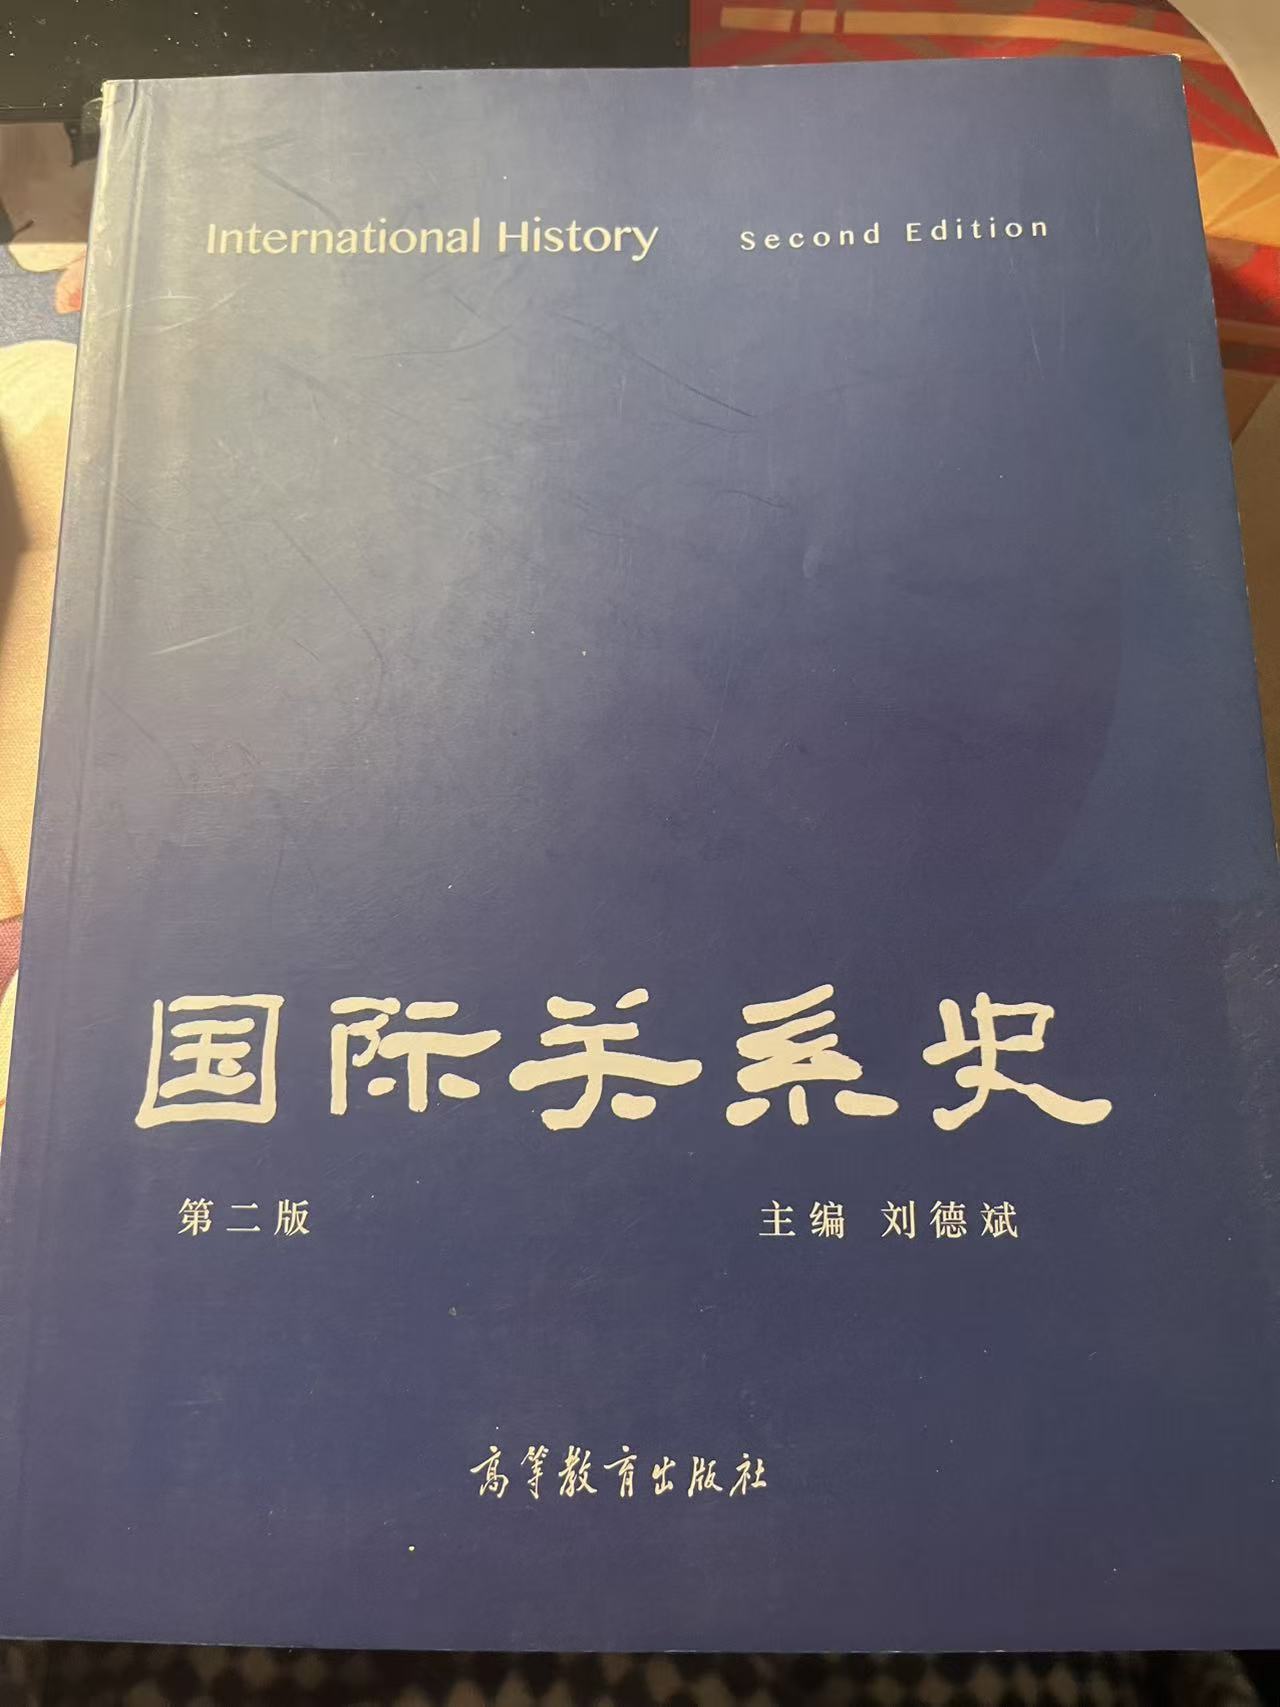 International History Second Edition
国际关系史
第二版 主编 刘德斌
高等教育出版社